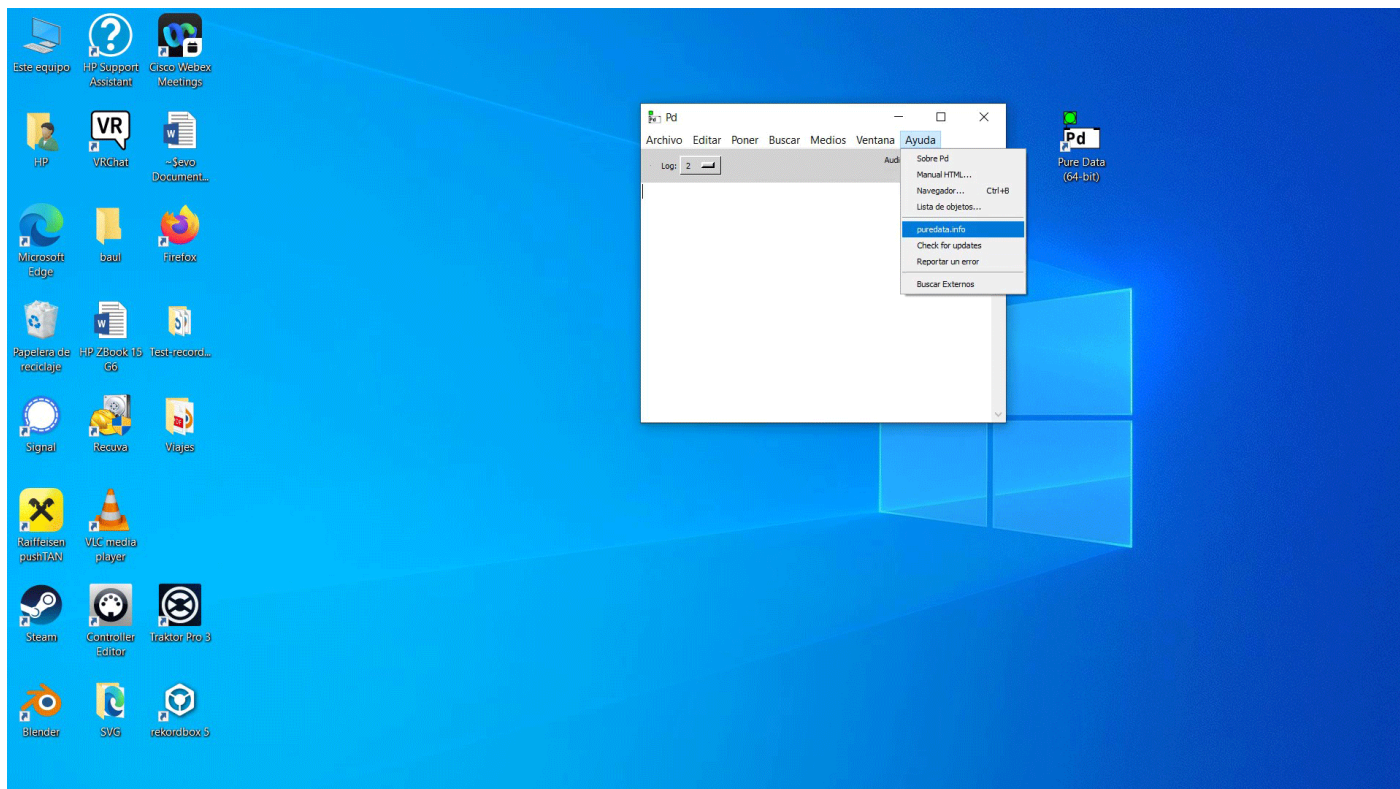 Este equipo
HP Support
Assistant
Cisco Webex
Meetings
HP
VR
VRChat
~$evo
Document...
Microsoft
Edge
baul
Firefox
Papelera de
reciclaje
HP ZBook 15
G6
Test-record...
Signal
Recuva
Viajes
Raiffeisen
pushTAN
VLC media
player
Steam
Controller
Editor
Traktor Pro 3
Blender
SVG
rekordbox 5
Pd
Archivo Editar Poner Buscar Medios Ventana Ayuda
Log: 2
Sobre Pd
Manual HTML...
Navegador... Ctrl+B
Lista de objetos...
puredata.info
Check for updates
Reportar un error
Buscar Externos
Pd
Pure Data
(64-bit)